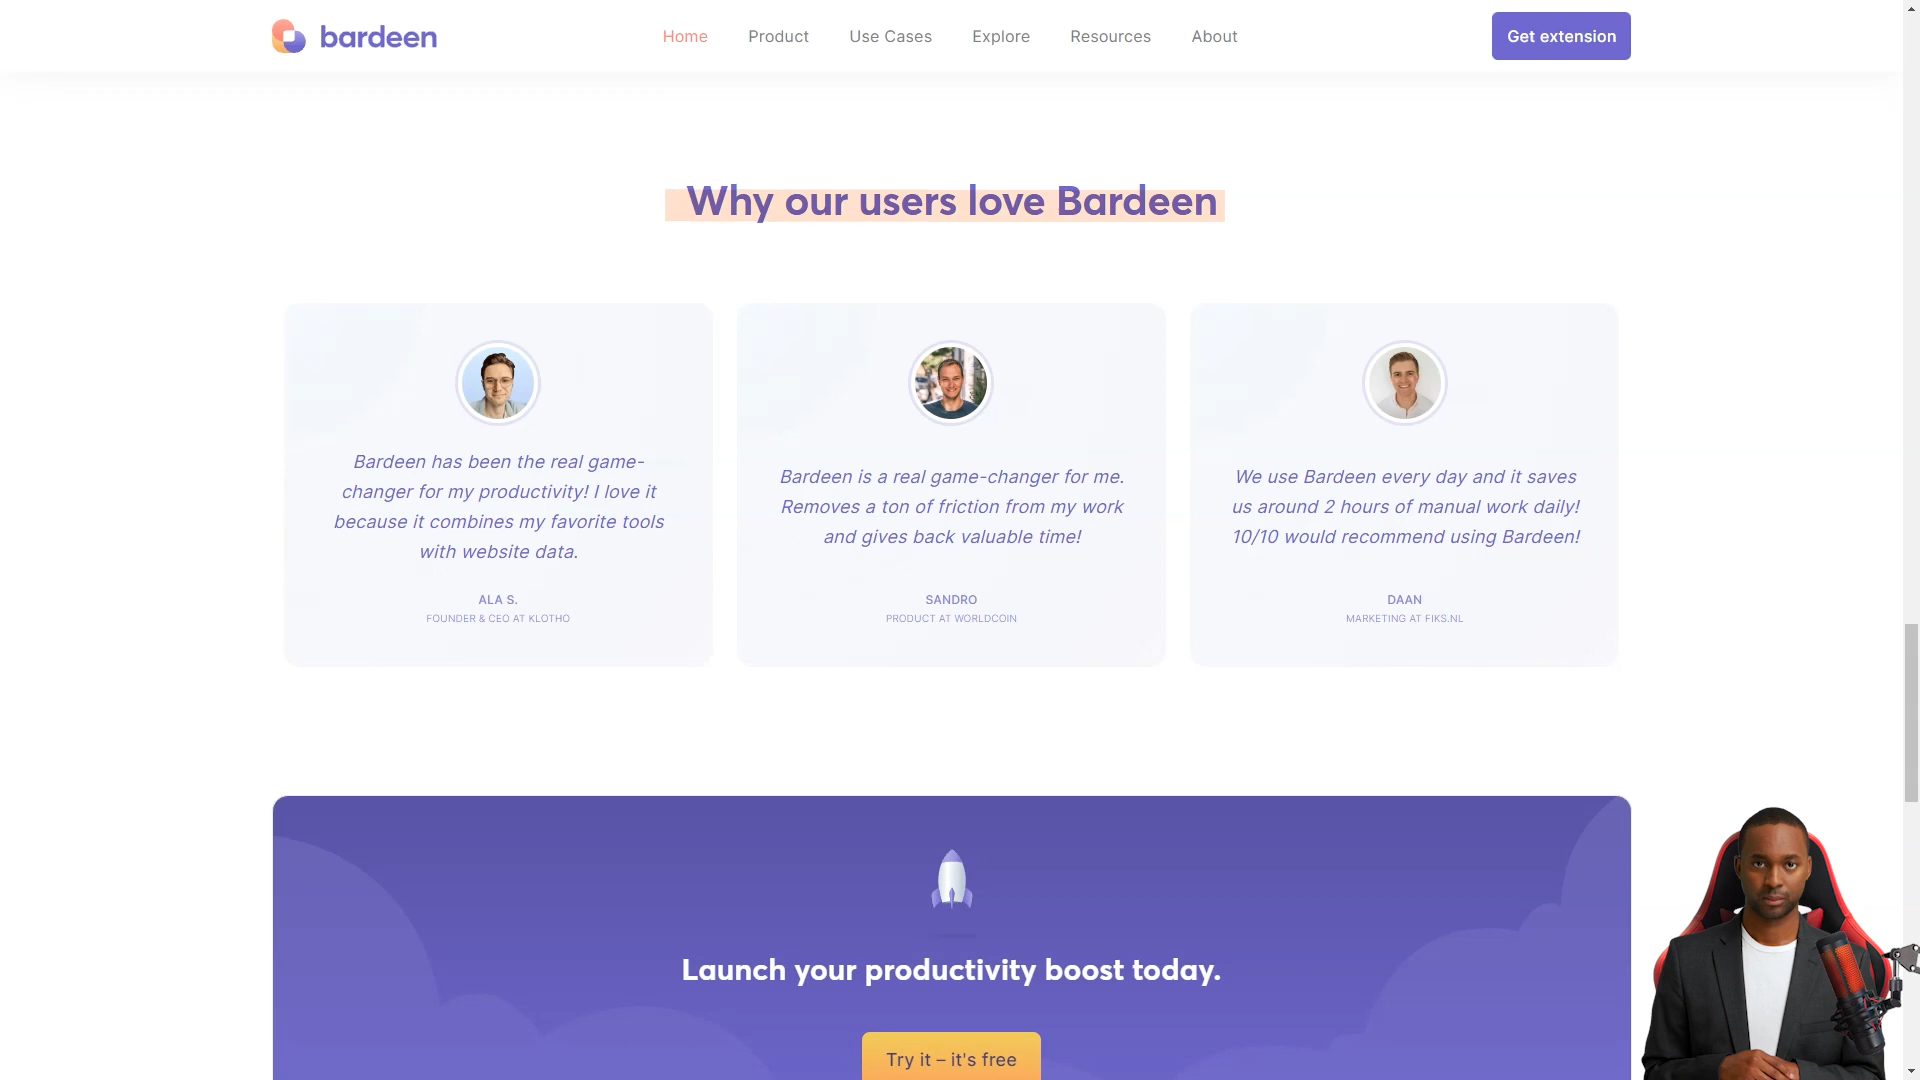 bardeen
Home Product Use Cases Explore Resources About
Get extension
Why our users love Bardeen
Bardeen has been the real game-
changer for my productivity! I love it
because it combines my favorite tools
with website data.
ALA S.
FOUNDER & CEO AT KLOTHO
Bardeen is a real game-changer for me.
Removes a ton of friction from my work
and gives back valuable time!
SANDRO
PRODUCT AT WORLDCOIN
We use Bardeen every day and it saves
us around 2 hours of manual work daily!
10/10 would recommend using Bardeen!
DAAN
MARKETING AT FIKS.NL
Launch your productivity boost today.
Try it – it's free